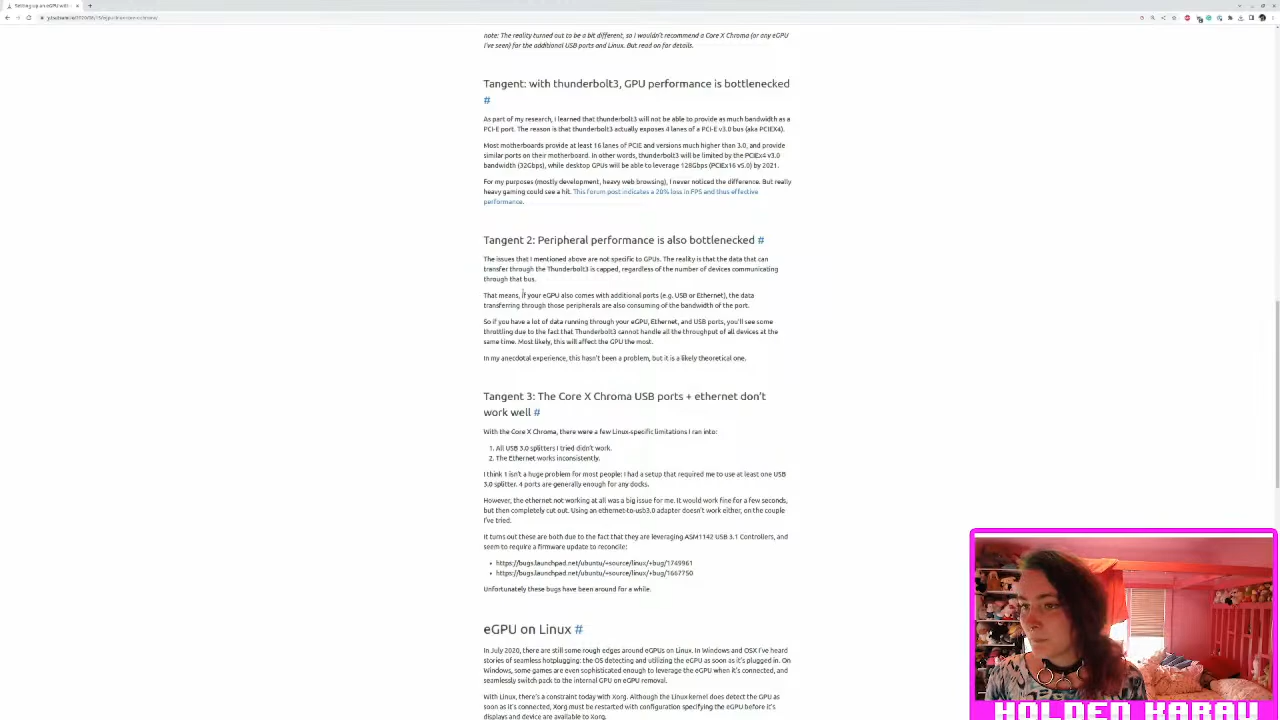 Setting up an eGPU with
note: The reality turned out to be a bit different, so I wouldn't recommend a Core X Chroma (or any eGPU
I've seen) for the additional USB ports and Linux. But read on for details.
Tangent: with thunderbolt3, GPU performance is bottlenecked
#
As part of my research, I learned that thunderbolt3 will not be able to provide as much bandwidth as a
PCI-E port. The reason is that thunderbolt3 actually exposes 4 lanes of a PCI-E v3.0 bus (aka PCIEX4).
Most motherboards provide at least 16 lanes of PCIE and versions much higher than 3.0, and provide
similar ports on their motherboard. In other words, thunderbolt3 will be limited by the PCIEx4 v3.0
bandwidth (32Gbps), while desktop GPUs will be able to leverage 128Gbps (PCIEx16 v5.0) by 2021.
For my purposes (mostly development, heavy web browsing), I never noticed the difference. But really
heavy gaming could see a hit. This forum post indicates a 20% loss in FPS and thus effective
performance.
Tangent 2: Peripheral performance is also bottlenecked #
The issues that I mentioned above are not specific to GPUs. The reality is that the data that can
transfer through the Thunderbolt3 is capped, regardless of the number of devices communicating
through that bus.
That means, if your eGPU also comes with additional ports (e.g. USB or Ethernet), the data
transferring through those peripherals are also consuming of the bandwidth of the port.
So if you have a lot of data running through your eGPU, Ethernet, and USB ports, you'll see some
throttling due to the fact that Thunderbolt3 cannot handle all the throughput of all devices at the
same time. Most likely, this will affect the GPU the most.
In my anecdotal experience, this hasn't been a problem, but it is a likely theoretical one.
Tangent 3: The Core X Chroma USB ports + ethernet don't
work well #
With the Core X Chroma, there were a few Linux-specific limitations I ran into:
1. All USB 3.0 splitters I tried didn't work.
2. The Ethernet works inconsistently.
I think 1 isn't a huge problem for most people: I had a setup that required me to use at least one USB
3.0 splitter. 4 ports are generally enough for any docks.
However, the ethernet not working at all was a big issue for me. It would work fine for a few seconds,
but then completely cut out. Using an ethernet-to-usb3.0 adapter doesn't work either, on the couple
I've tried.
It turns out these are both due to the fact that they are leveraging ASM1142 USB 3.1 Controllers, and
seem to require a firmware update to reconcile:
• https://bugs.launchpad.net/ubuntu/+source/linux/+bug/1749961
• https://bugs.launchpad.net/ubuntu/+source/linux/+bug/1667750
Unfortunately these bugs have been around for a while.
eGPU on Linux #
In July 2020, there are still some rough edges around eGPUs on Linux. In Windows and OSX I've heard
stories of seamless hotplugging: the OS detecting and utilizing the eGPU as soon as it's plugged in. On
Windows, some games are even sophisticated enough to leverage the eGPU when it's connected, and
seamlessly switch pack to the internal GPU on eGPU removal.
With Linux, there's a constraint today with Xorg. Although the Linux kernel does detect the GPU as
soon as it's connected, Xorg must be restarted with configuration specifying the eGPU before it's
displays and device are available to Xorg.
HOLDEN KARAU